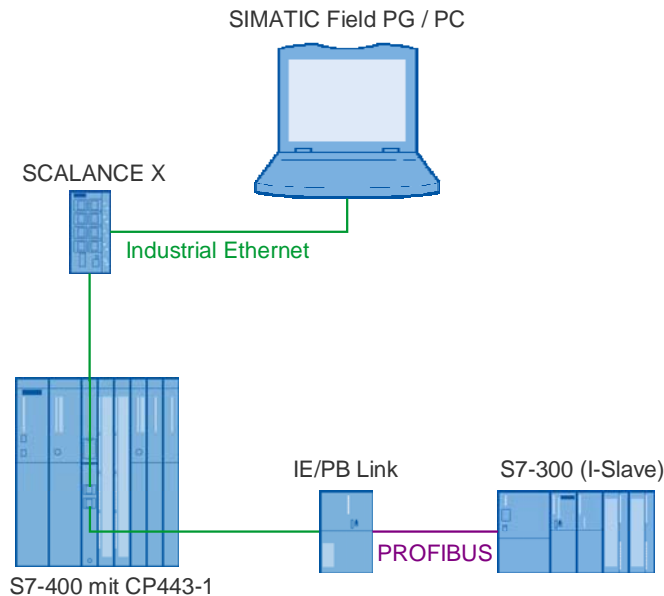 SIMATIC Field PG / PC
SCALANCE X
Industrial Ethernet
IE/PB Link
S7-300 (I-Slave)
PROFIBUS
S7-400 mit CP443-1